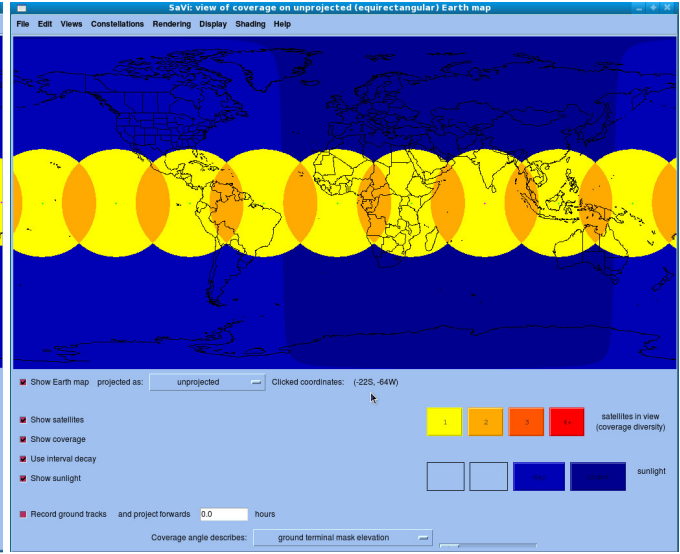 SaVi: view of coverage on unprojected (equirectangular) Earth map
File Edit Views Constellations Rendering Display Shading Help
Show Earth map projected as: unprojected Clicked coordinates: (-22S, -64W)
Show satellites
Show coverage
Use interval decay
Show sunlight
1 2 3
satellites in view
(coverage diversity)
sunlight
Record ground tracks and project forwards 0.0 hours
Coverage angle describes: ground terminal mask elevation